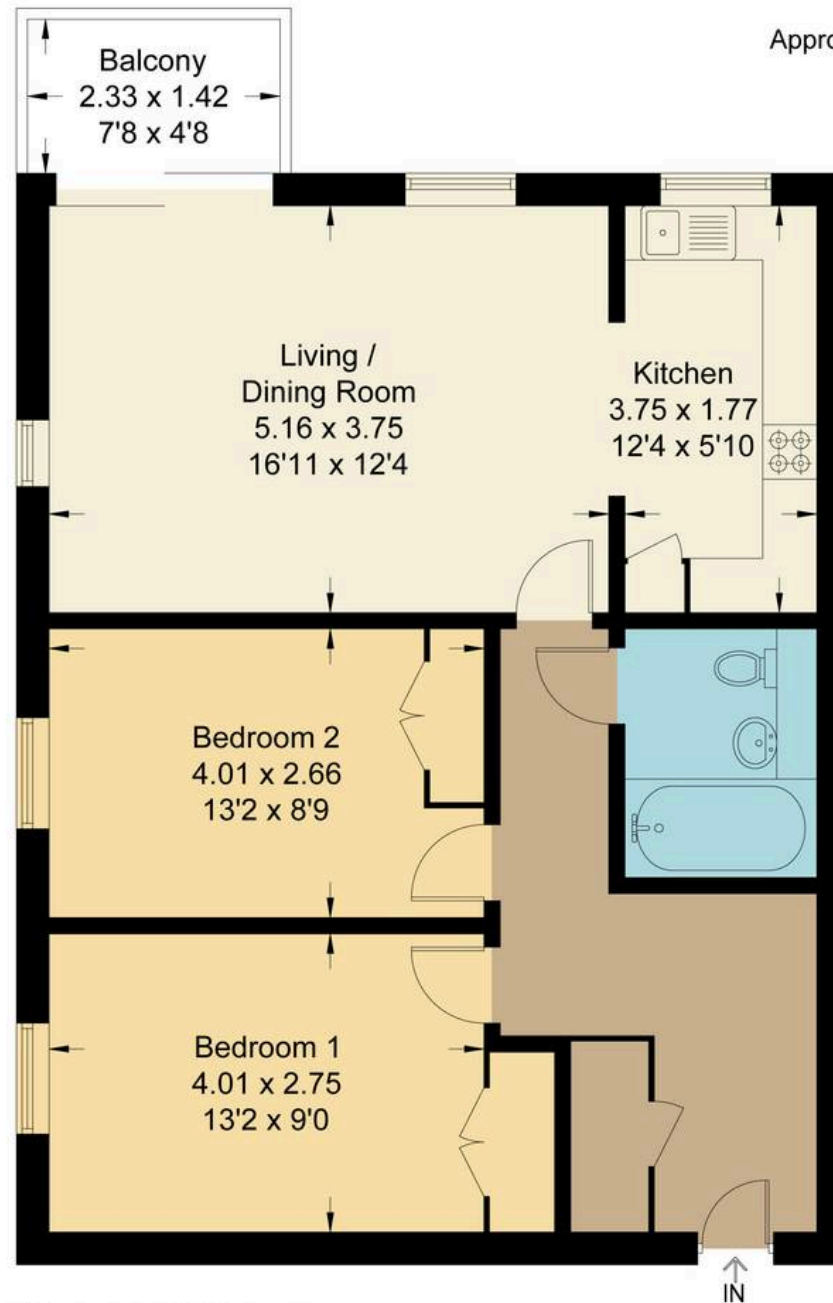 Appro
Balcony
2.33 x 1.42
7'8 x 4'8
Living /
Dining Room
5.16 x 3.75
16'11 x 12'4
Kitchen
3.75 x 1.77
12'4 x 5'10
Bedroom 2
4.01 x 2.66
13'2 x 8'9
Bedroom 1
4.01 x 2.75
13'2 x 9'0
IN